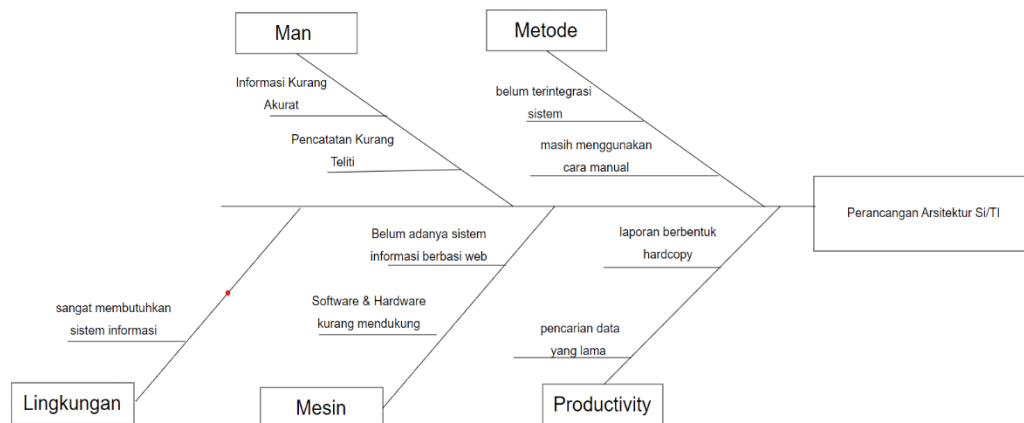 Man
Metode
Informasi Kurang
Akurat
belum terintegrasi
sistem
Pencatatan Kurang
Teliti
masih menggunakan
cara manual
Perancangan Arsitektur Si/TI
Belum adanya sistem
informasi berbasi web
laporan berbentuk
hardcopy
sangat membutuhkan
sistem informasi
Software & Hardware
kurang mendukung
pencarian data
yang lama
Lingkungan
Mesin
Productivity